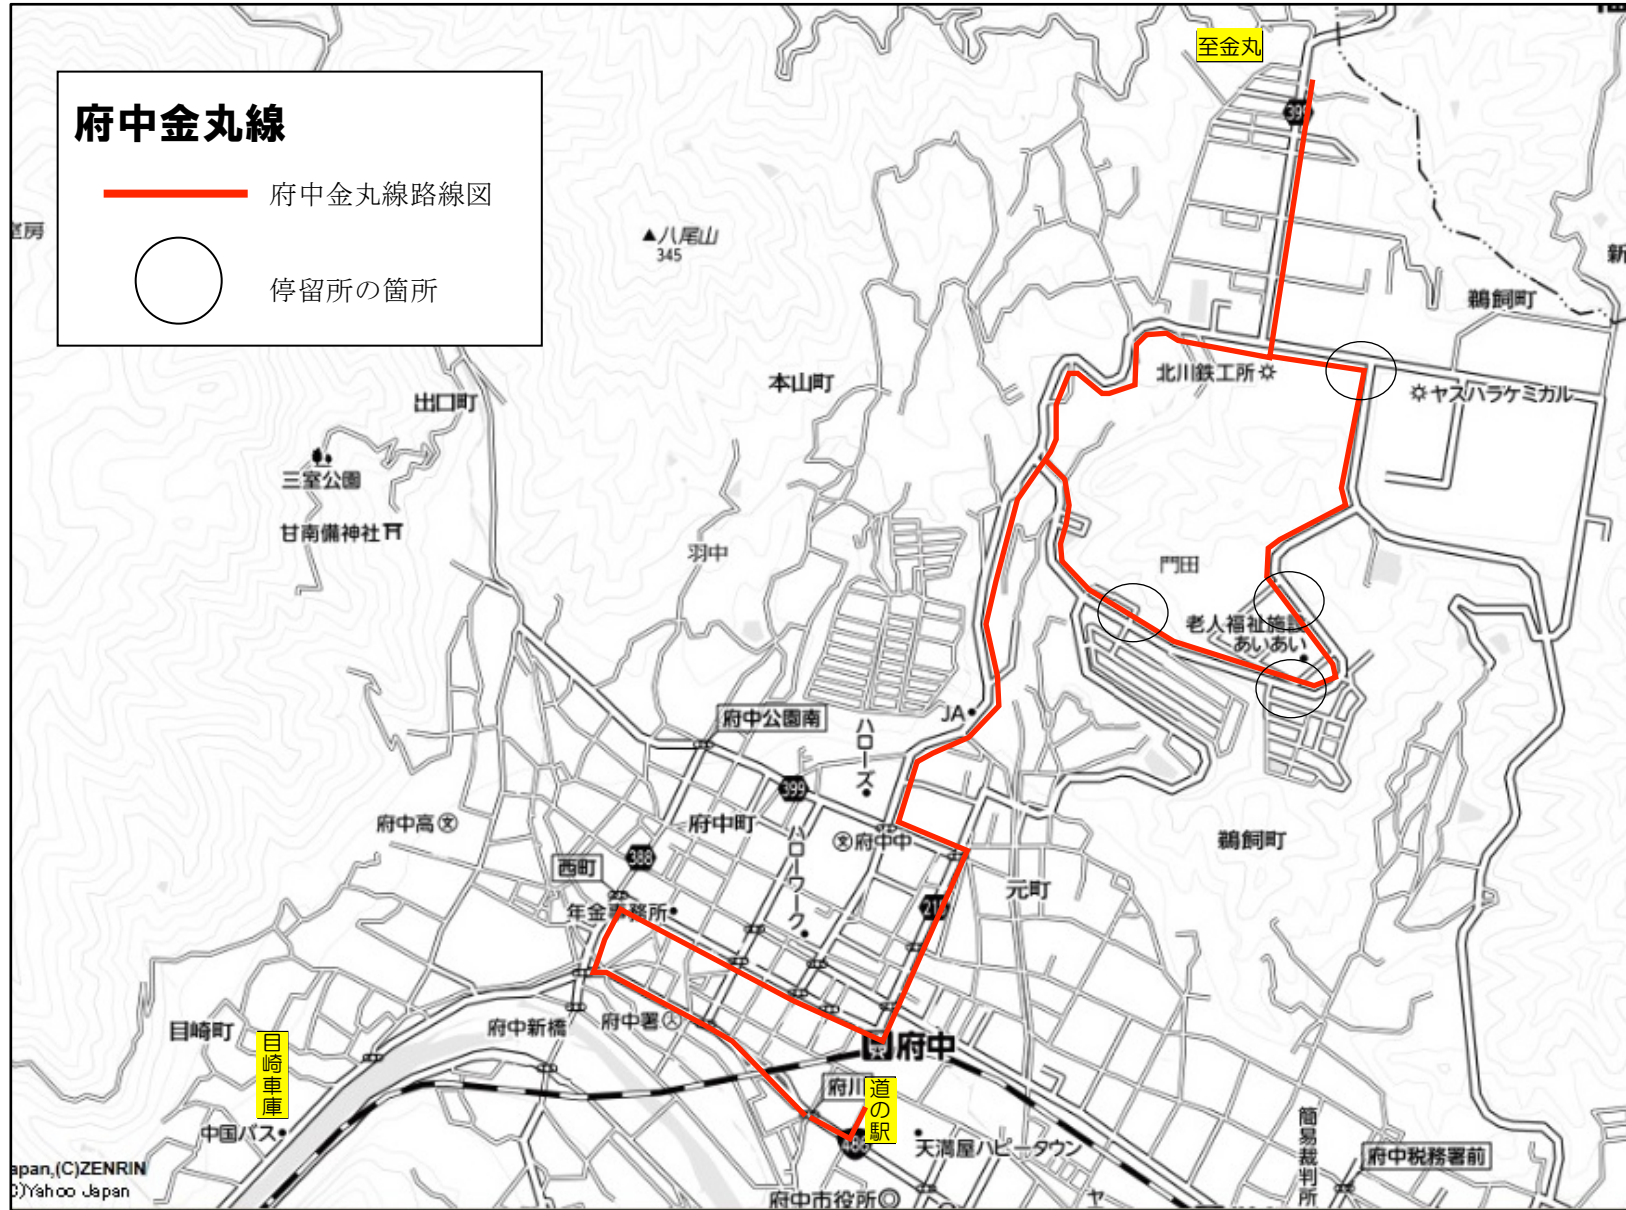 至金丸
府中金丸線
府中金丸線路線図
停留所の箇所
399
室房
▲八尾山
345
新
鵜飼町
北川鉄工所
ヤスハラケミカル
本山町
出口町
三室公園
甘南備神社
羽中
門田
老人福祉施設
あいあい
JA
府中公園南
ハローズ
399
府中町
府中高
文
文
府中中
ハローワーク
鵜飼町
388
西町
元町
年金事務所
府中署
府中新橋
目崎町
目崎車庫
府中
府川
道の駅
486
中国バス
天満屋ハピータウン
簡易裁判所
府中税務署前
府中市役所
ヤ
apan,(C)ZENRIN
C)Yahoo Japan